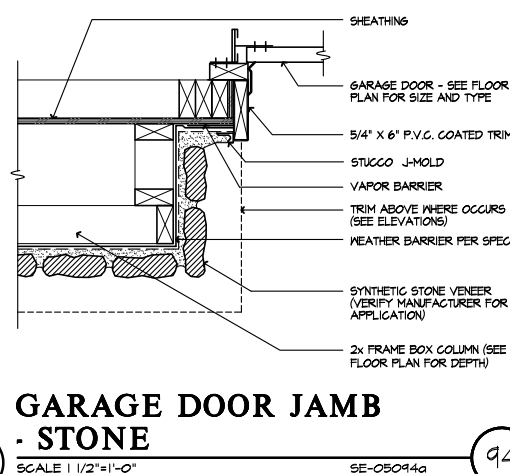 SHEATHING
GARAGE DOOR - SEE FLOOR
PLAN FOR SIZE AND TYPE
5/4" X 6" P.V.C. COATED TRIM
STUCCO J-MOLD
VAPOR BARRIER
TRIM ABOVE WHERE OCCURS
(SEE ELEVATIONS)
WEATHER BARRIER PER SPEC
SYNTHETIC STONE VENEER
(VERIFY MANUFACTURER FOR
APPLICATION)
2x FRAME BOX COLUMN (SEE
FLOOR PLAN FOR DEPTH)
GARAGE DOOR JAMB
- STONE
SCALE 1 1/2"=1'-0"
SE-05094a
94